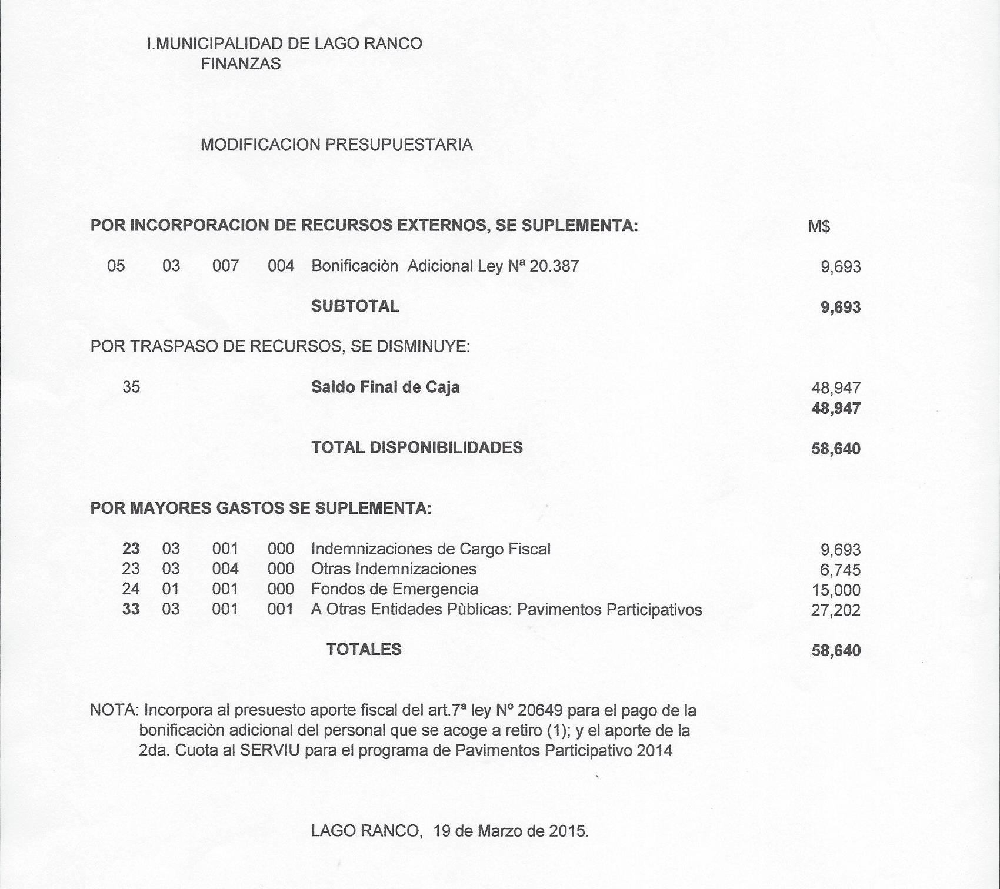 I.MUNICIPALIDAD DE LAGO RANCO
FINANZAS
MODIFICACION PRESUPUESTARIA
POR INCORPORACION DE RECURSOS EXTERNOS, SE SUPLEMENTA: M$
05 03 007 004 Bonificaciòn Adicional Ley Nª 20.387 9,693
SUBTOTAL 9,693
POR TRASPASO DE RECURSOS, SE DISMINUYE:
35 Saldo Final de Caja 48,947
48,947
TOTAL DISPONIBILIDADES 58,640
POR MAYORES GASTOS SE SUPLEMENTA:
23 03 001 000 Indemnizaciones de Cargo Fiscal 9,693
23 03 004 000 Otras Indemnizaciones 6,745
24 01 001 000 Fondos de Emergencia 15,000
33 03 001 001 A Otras Entidades Pùblicas: Pavimentos Participativos 27,202
TOTALES 58,640
NOTA: Incorpora al presuesto aporte fiscal del art.7ª ley Nº 20649 para el pago de la
bonificaciòn adicional del personal que se acoge a retiro (1); y el aporte de la
2da. Cuota al SERVIU para el programa de Pavimentos Participativo 2014
LAGO RANCO, 19 de Marzo de 2015.